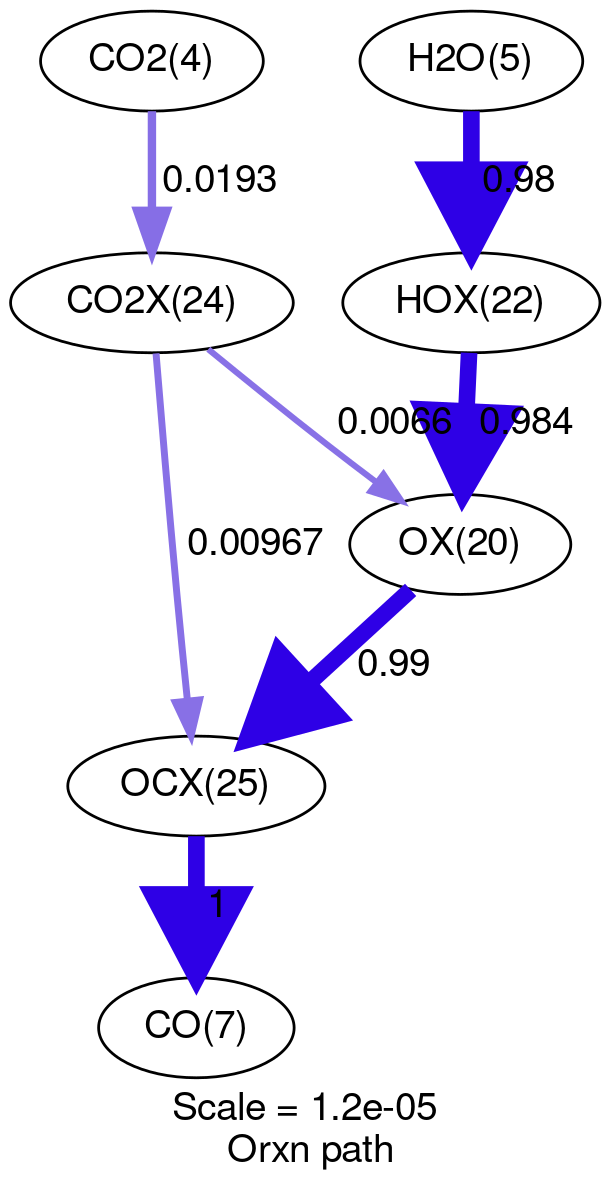 CO2(4)
H2O(5)
0.0193
0.98
CO2X(24)
HOX(22)
0.0066
0.984
0.00967
OX(20)
0.99
OCX(25)
1
CO(7)
Scale = 1.2e-05
Orxn path